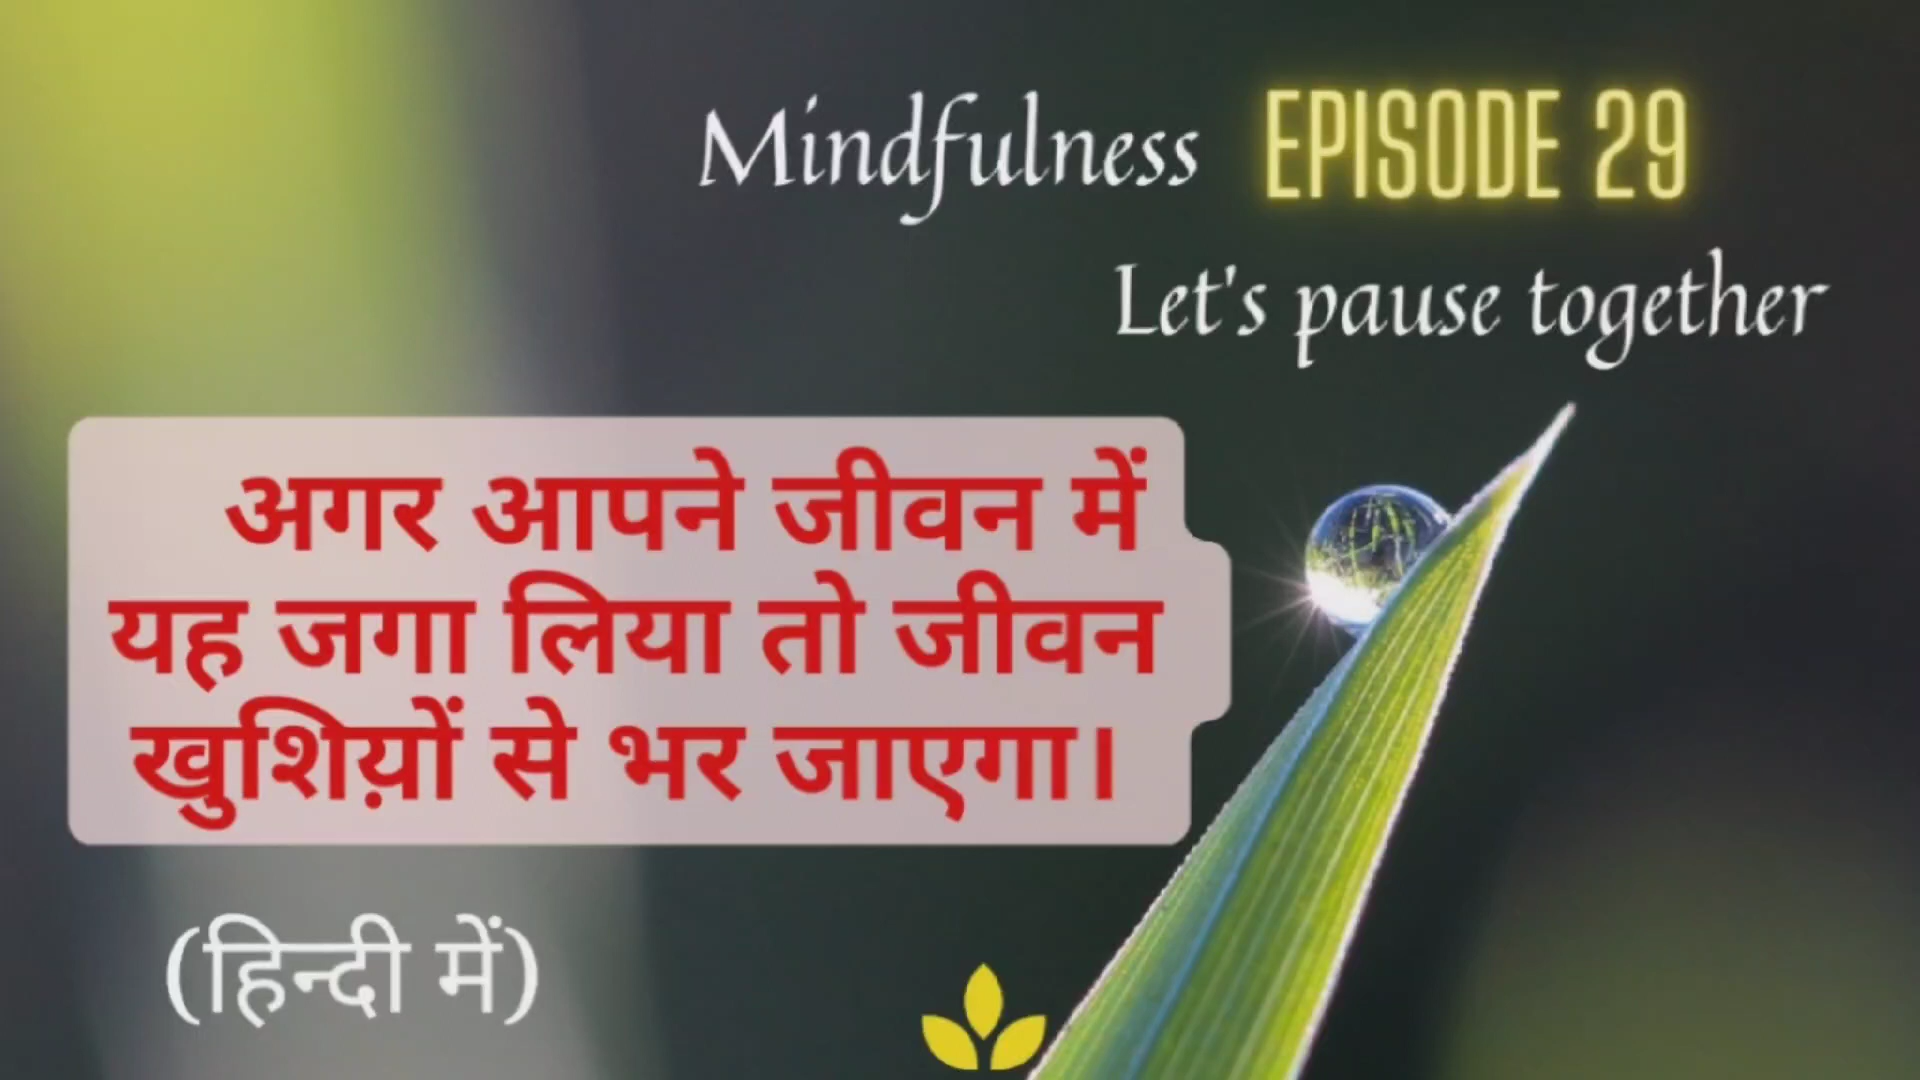 Mindfulness EPISODE 29
Let's pause together
अगर आपने जीवन में
यह जगा लिया तो जीवन
खुशिय़ों से भर जाएगा।
(हिन्दी में)